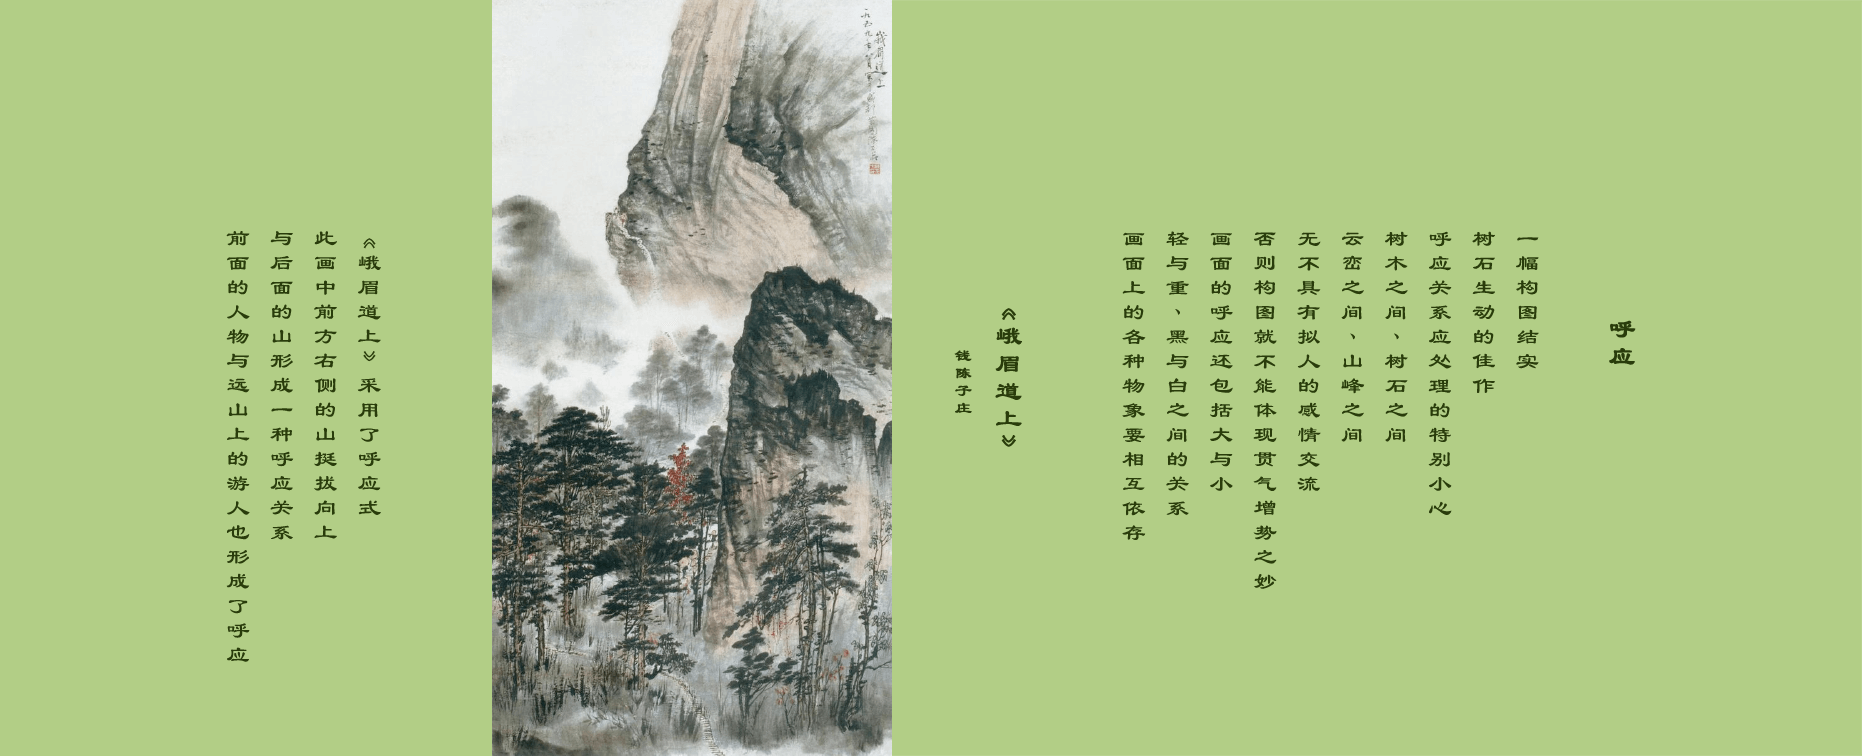 呼应
一幅构图结实
树石生动的佳作
呼应关系应处理的特别小心
树木之间、树石之间
云峦之间、山峰之间
无不具有拟人的感情交流
否则构图就不能体现贯气增势之妙
画面的呼应还包括大与小
轻与重、黑与白之间的关系
画面上的各种物象要相互依存
《峨眉道上》
钱陈子庄
《峨眉道上》采用了呼应式
此画中前方右侧的山挺拔向上
与后面的山形成一种呼应关系
前面的人物与远山上的游人也形成了呼应